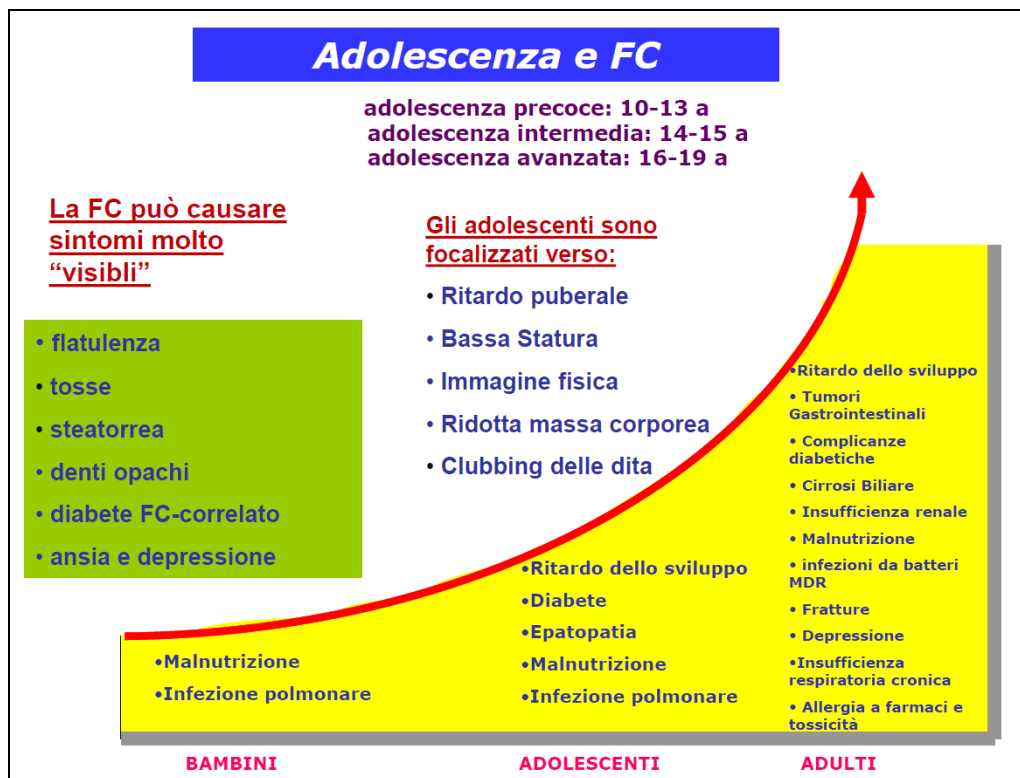 Adolescenza e FC
adolescenza precoce: 10-13 a
adolescenza intermedia: 14-15 a
adolescenza avanzata: 16-19 a
La FC può causare
sintomi molto
“visibli”
• flatulenza
• tosse
• steatorrea
• denti opachi
• diabete FC-correlato
• ansia e depressione
Gli adolescenti sono
focalizzati verso:
• Ritardo puberale
• Bassa Statura
• Immagine fisica
• Ridotta massa corporea
• Clubbing delle dita
•Malnutrizione
•Infezione polmonare
•Ritardo dello sviluppo
•Diabete
•Epatopatia
•Malnutrizione
•Infezione polmonare
•Ritardo dello sviluppo
• Tumori
Gastrointestinali
• Complicanze
diabetiche
• Cirrosi Biliare
• Insufficienza renale
• Malnutrizione
• infezioni da batteri
MDR
• Fratture
• Depressione
•Insufficienza
respiratoria cronica
• Allergia a farmaci e
tossicità
BAMBINI
ADOLESCENTI
ADULTI